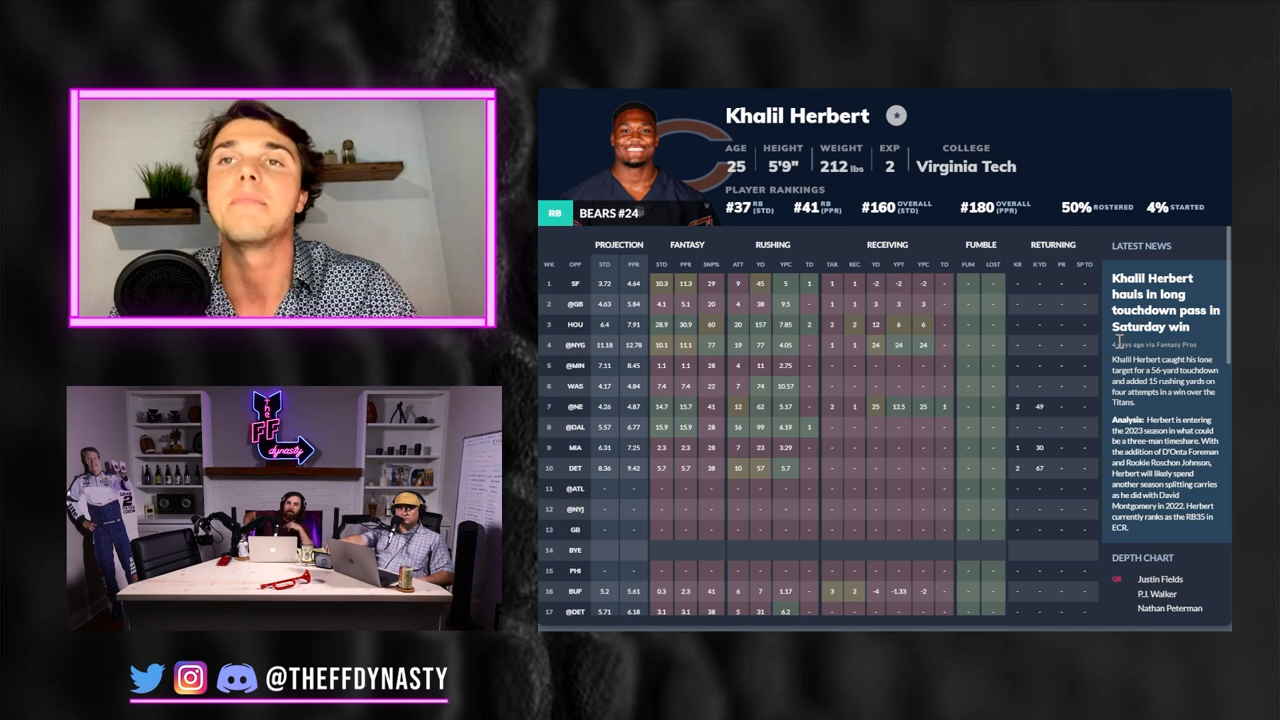 Khalil Herbert
AGE HEIGHT WEIGHT EXP COLLEGE
25 5'9" 212 lbs 2 Virginia Tech
PLAYER RANKINGS
#37 RB (STD) #41 RB (PPR) #160 OVERALL (STD) #180 OVERALL (PPR) 50% ROSTERED 4% STARTED
RB BEARS #24
PROJECTION FANTASY RUSHING RECEIVING FUMBLE RETURNING
WK OPP STD PPR STD PPR SNP% ATT YD YPC TD TAR REC YD YPT YPC TD FUM LOST KR KYD PR SPTD
1 SF 3.72 4.64 10.3 11.3 29 9 45 5 1 1 1 -2 -2 -2 - - - - - - -
2 @GB 4.63 5.84 4.1 5.1 20 4 38 9.5 - 1 1 3 3 3 - - - - - - -
3 HOU 6.4 7.91 28.9 30.9 60 20 157 7.85 2 2 2 12 6 6 - - - - - - -
4 @NYG 11.18 12.78 10.1 11.1 77 19 77 4.05 - 1 1 24 24 24 - - - - - - -
5 @MIN 7.11 8.45 1.1 1.1 28 4 11 2.75 - - - - - - - - - - - - -
6 WAS 4.17 4.84 7.4 7.4 22 7 74 10.57 - - - - - - - - - - - - -
7 @NE 4.26 4.87 14.7 15.7 41 12 62 5.17 - 2 1 25 12.5 25 1 - - 2 49 - -
8 @DAL 5.57 6.77 15.9 15.9 28 16 99 6.19 1 - - - - - - - - - - - -
9 MIA 6.31 7.25 2.3 2.3 28 7 23 3.29 - - - - - - - - - 1 30 - -
10 DET 8.36 9.42 5.7 5.7 38 10 57 5.7 - - - - - - - - - 2 67 - -
11 @ATL - - - - - - - - - - - - - - - - - - - - -
12 @NYJ - - - - - - - - - - - - - - - - - - - - -
13 GB - - - - - - - - - - - - - - - - - - - - -
14 BYE - -
15 PHI - - - - - - - - - - - - - - - - - - - - -
16 BUF 5.2 5.61 0.3 2.3 41 6 7 1.17 - 3 2 -4 -1.33 -2 - - - - - - -
17 @DET 5.71 6.18 3.1 3.1 38 5 31 6.2 - - - - - - - - - - - - -
LATEST NEWS
Khalil Herbert
hauls in long
touchdown pass in
Saturday win
ago via Fantasy Pros
Khalil Herbert caught his lone
target for a 56-yard touchdown
and added 15 rushing yards on
four attempts in a win over the
Titans.
Analysis: Herbert is entering
the 2023 season in what could
be a three-man timeshare, With
the addition of D'Onta Foreman
and Rookie Roschon Johnson,
Herbert will likely spend
another season splitting carries
as he did with David
Montgomery in 2022. Herbert
currently ranks as the RB35 in
ECR.
DEPTH CHART
QB Justin Fields
P.J. Walker
Nathan Peterman
the
FF
dynasty
@THEFFDYNASTY